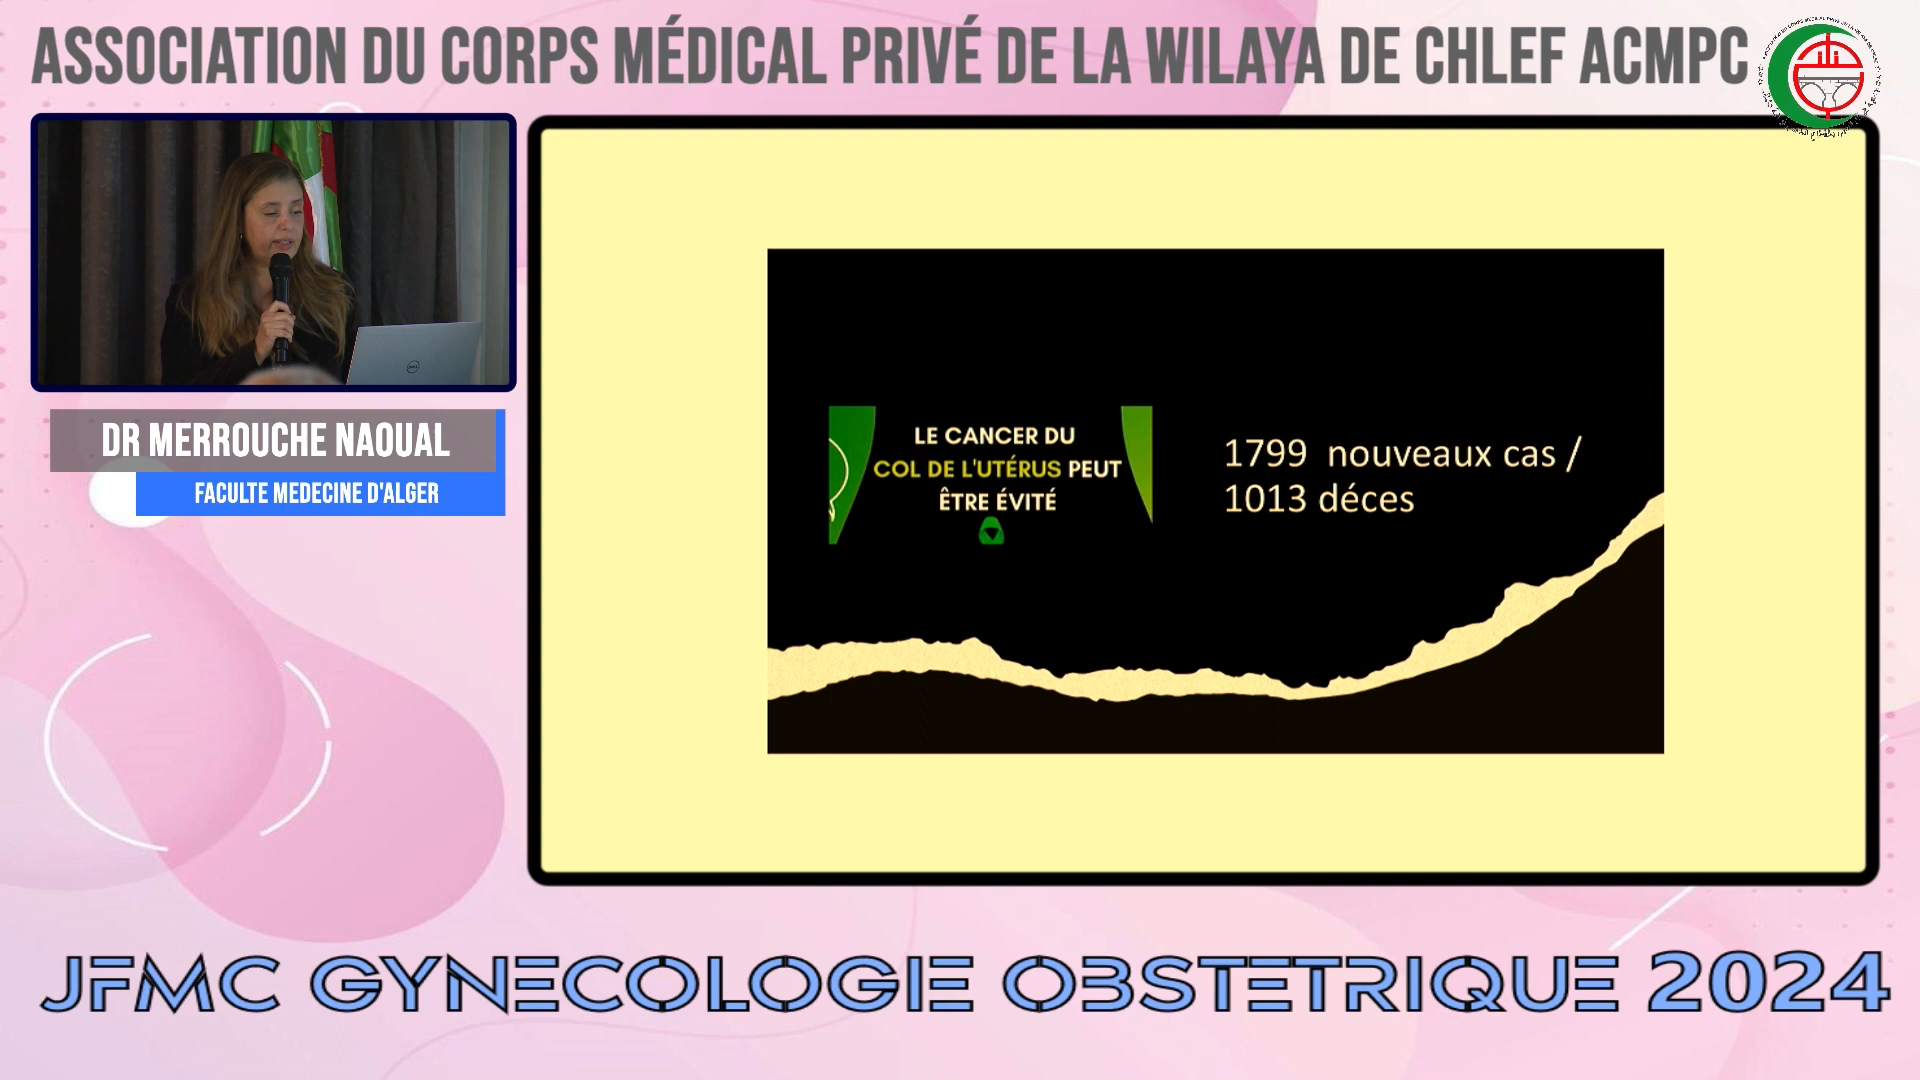 ASSOCIATION DU CORPS MÉDICAL PRIVÉ DE LA WILAYA DE CHLEF ACMPC
DR MERROUCHE NAOUAL
FACULTE MEDECINE D'ALGER
LE CANCER DU
COL DE L'UTÉRUS PEUT
ÊTRE ÉVITÉ
1799 nouveaux cas /
1013 déces
JFMC GYNECOLOGIE OBSTETRIQUE 2024